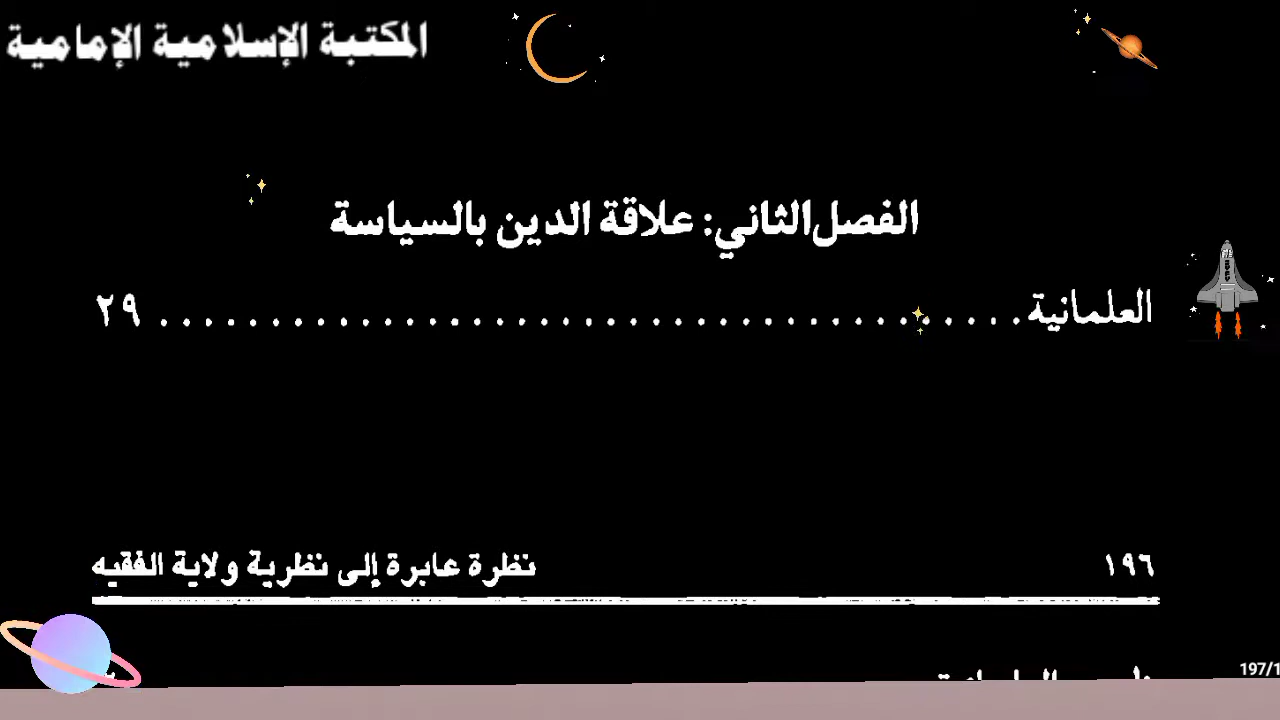 المكتبة الإسلامية الإمامية
الفصل الثاني: علاقة الدين بالسياسة
العلمانية . . . . . . . . . . . . . . . . . . . . . . . . . . . . . . . . . . . . . . . ٢٩
١٩٦ نظرة عابرة إلى نظرية ولاية الفقيه
197/1